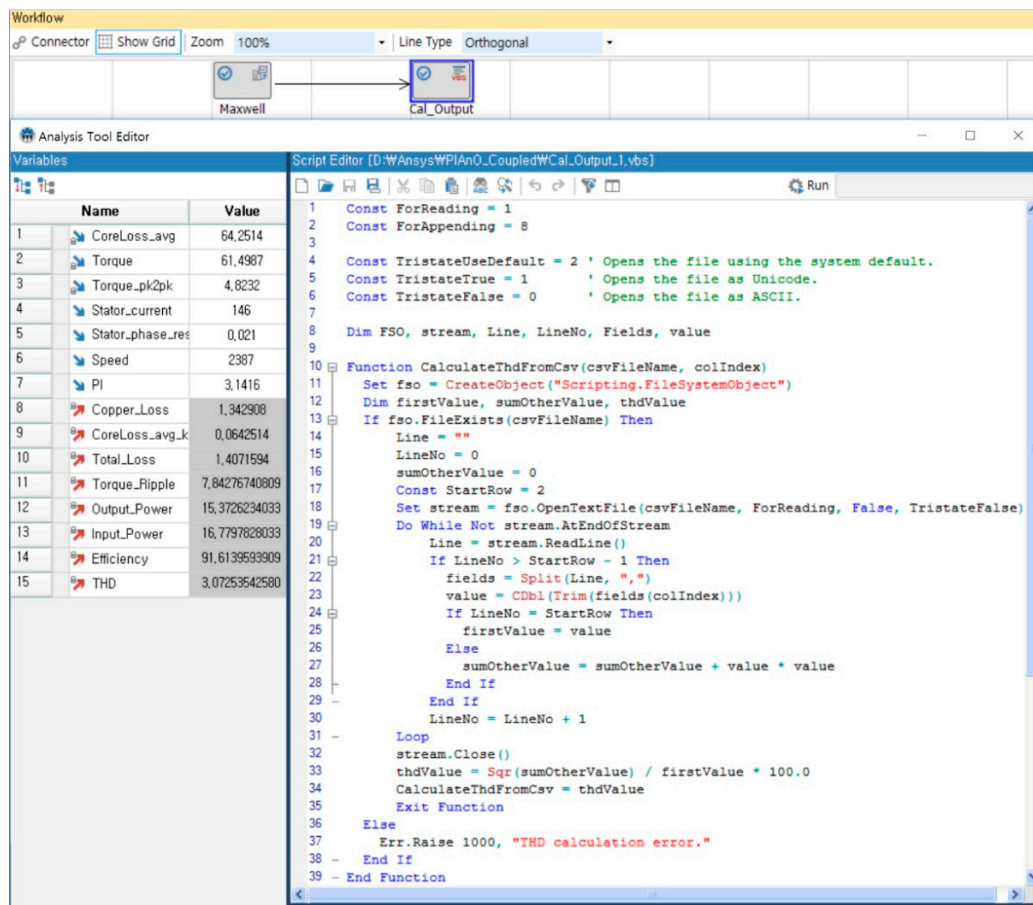 Workflow
Connector Show Grid Zoom 100% Line Type Orthogonal
VBS
Maxwell Cal_Output
Analysis Tool Editor
Variables
Script Editor [D:₩Ansys₩PIAnO_Coupled₩Cal_Output_1.vbs]
ABC
Run
Name Value
1 CoreLoss_avg 64,2514
2 Torque 61,4987
3 Torque_pk2pk 4,8232
4 Stator_current 146
5 Stator_phase_res 0,021
6 Speed 2387
7 PI 3,1416
8 Copper_Loss 1,342908
9 CoreLoss_avg_k 0,0642514
10 Total_Loss 1,4071594
11 Torque_Ripple 7,84276740809
12 Output_Power 15,3726234033
13 Input_Power 16,7797828033
14 Efficiency 91,6139593909
15 THD 3,07253542580
1 Const ForReading = 1
2 Const ForAppending = 8
3
4 Const TristateUseDefault = 2 ' Opens the file using the system default.
5 Const TristateTrue = 1 ' Opens the file as Unicode.
6 Const TristateFalse = 0 ' Opens the file as ASCII.
7
8 Dim FSO, stream, Line, LineNo, Fields, value
9
10 Function CalculateThdFromCsv(csvFileName, colIndex)
11 Set fso = CreateObject("Scripting.FileSystemObject")
12 Dim firstValue, sumOtherValue, thdValue
13 If fso.FileExists(csvFileName) Then
14 Line = ""
15 LineNo = 0
16 sumOtherValue = 0
17 Const StartRow = 2
18 Set stream = fso.OpenTextFile(csvFileName, ForReading, False, TristateFalse)
19 Do While Not stream.AtEndOfStream
20 Line = stream.ReadLine()
21 If LineNo > StartRow - 1 Then
22 fields = Split(Line, ",")
23 value = CDbl(Trim(fields(colIndex)))
24 If LineNo = StartRow Then
25 firstValue = value
26 Else
27 sumOtherValue = sumOtherValue + value * value
28 End If
29 End If
30 LineNo = LineNo + 1
31 Loop
32 stream.Close()
33 thdValue = Sqr(sumOtherValue) / firstValue * 100.0
34 CalculateThdFromCsv = thdValue
35 Exit Function
36 Else
37 Err.Raise 1000, "THD calculation error."
38 End If
39 End Function